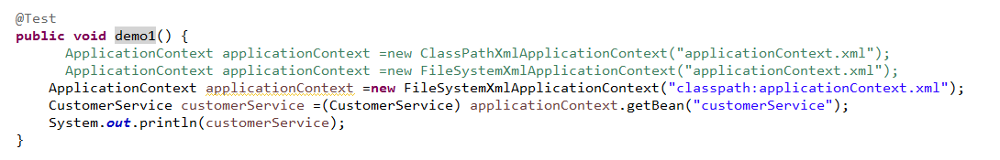 @Test
public void demo1() {
ApplicationContext applicationContext =new ClassPathXmlApplicationContext("applicationContext.xml");
ApplicationContext applicationContext =new FileSystemXmlApplicationContext("applicationContext.xml");
ApplicationContext applicationContext =new FileSystemXmlApplicationContext("classpath:applicationContext.xml");
CustomerService customerService =(CustomerService) applicationContext.getBean("customerService");
System.out.println(customerService);
}